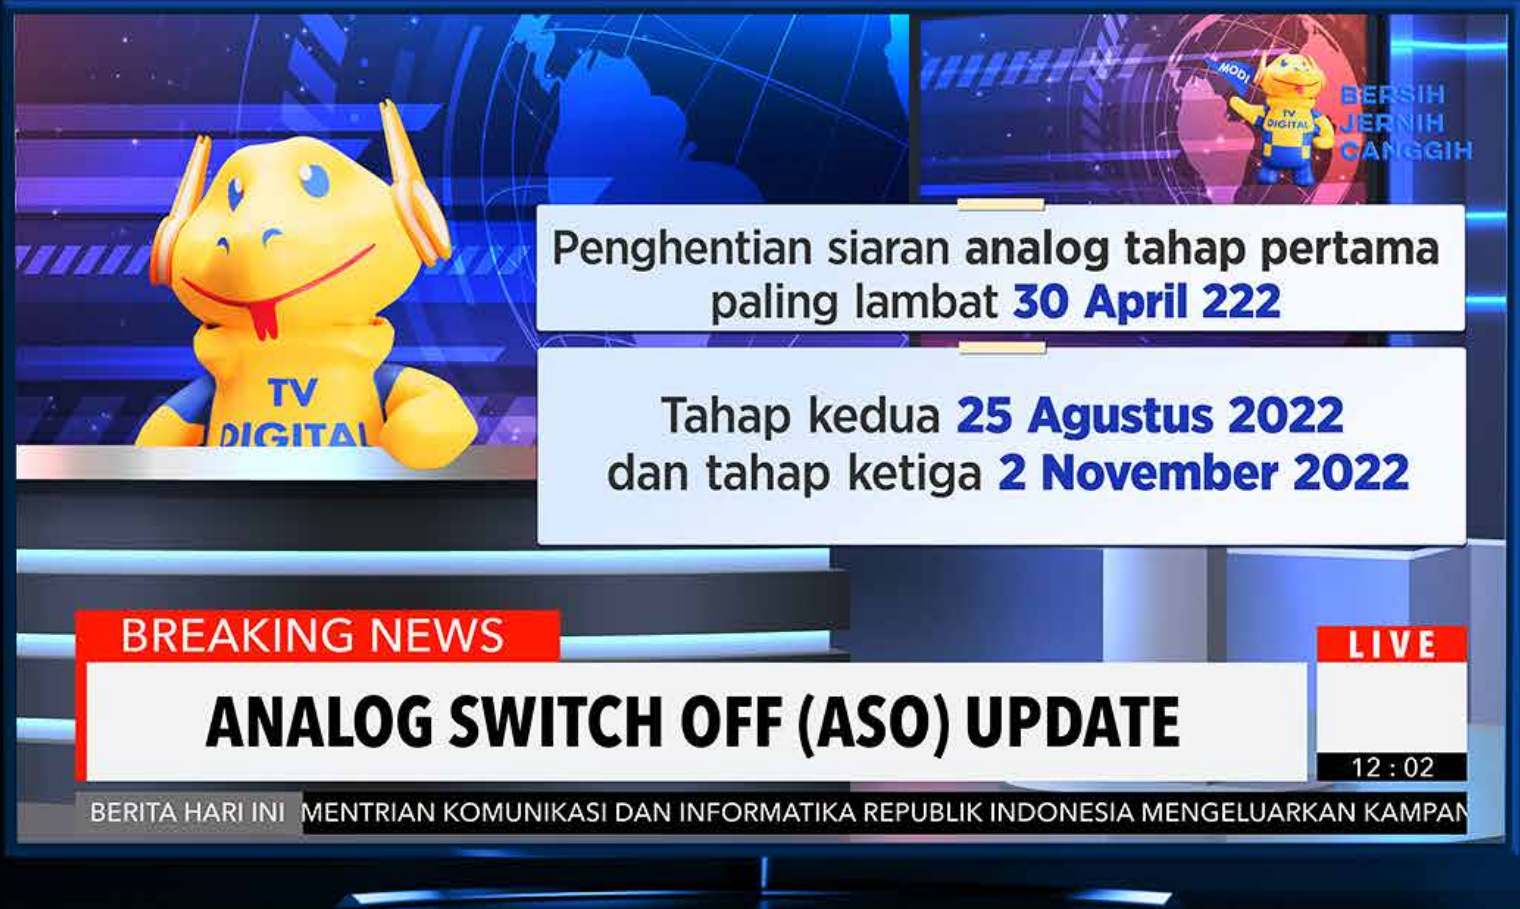 MODI
TV
DIGITAL
BERSIH
JERNIH
CANGGIH
Penghentian siaran analog tahap pertama
paling lambat 30 April 222
Tahap kedua 25 Agustus 2022
dan tahap ketiga 2 November 2022
TV
DIGITAL
BREAKING NEWS
LIVE
ANALOG SWITCH OFF (ASO) UPDATE
12 : 02
BERITA HARI INI MENTRIAN KOMUNIKASI DAN INFORMATIKA REPUBLIK INDONESIA MENGELUARKAN KAMPAN